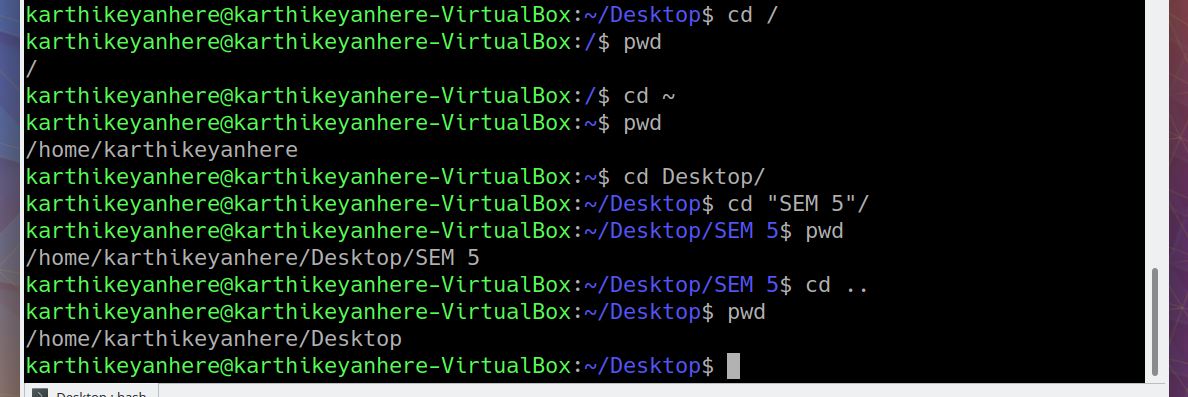 karthikeyanhere@karthikeyanhere-VirtualBox:~/Desktop$ cd /
karthikeyanhere@karthikeyanhere-VirtualBox:/$ pwd
/
karthikeyanhere@karthikeyanhere-VirtualBox:/$ cd ~
karthikeyanhere@karthikeyanhere-VirtualBox:~$ pwd
/home/karthikeyanhere
karthikeyanhere@karthikeyanhere-VirtualBox:~$ cd Desktop/
karthikeyanhere@karthikeyanhere-VirtualBox:~/Desktop$ cd "SEM 5"/
karthikeyanhere@karthikeyanhere-VirtualBox:~/Desktop/SEM 5$ pwd
/home/karthikeyanhere/Desktop/SEM 5
karthikeyanhere@karthikeyanhere-VirtualBox:~/Desktop/SEM 5$ cd ..
karthikeyanhere@karthikeyanhere-VirtualBox:~/Desktop$ pwd
/home/karthikeyanhere/Desktop
karthikeyanhere@karthikeyanhere-VirtualBox:~/Desktop$
Desktop : bash